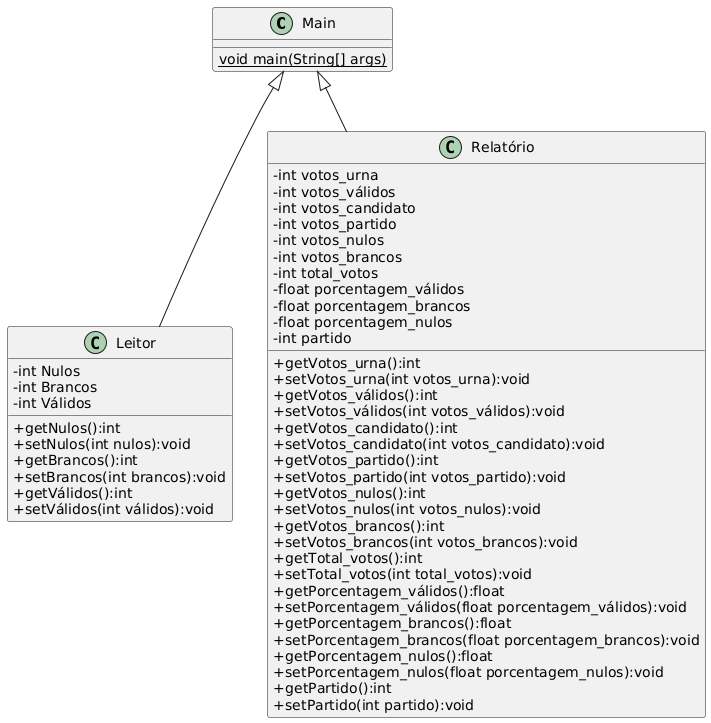 C Main
void main(String[] args)
C Relatório
-int votos_urna
-int votos_válidos
-int votos_candidato
-int votos_partido
-int votos_nulos
-int votos_brancos
-int total_votos
-float porcentagem_válidos
-float porcentagem_brancos
-float porcentagem_nulos
-int partido
+getVotos_urna():int
+setVotos_urna(int votos_urna):void
+getVotos_válidos():int
+setVotos_válidos(int votos_válidos):void
+getVotos_candidato():int
+setVotos_candidato(int votos_candidato):void
+getVotos_partido():int
+setVotos_partido(int votos_partido):void
+getVotos_nulos():int
+setVotos_nulos(int votos_nulos):void
+getVotos_brancos():int
+setVotos_brancos(int votos_brancos):void
+getTotal_votos():int
+setTotal_votos(int total_votos):void
+getPorcentagem_válidos():float
+setPorcentagem_válidos(float porcentagem_válidos):void
+getPorcentagem_brancos():float
+setPorcentagem_brancos(float porcentagem_brancos):void
+getPorcentagem_nulos():float
+setPorcentagem_nulos(float porcentagem_nulos):void
+getPartido():int
+setPartido(int partido):void
C Leitor
-int Nulos
-int Brancos
-int Válidos
+getNulos():int
+setNulos(int nulos):void
+getBrancos():int
+setBrancos(int brancos):void
+getVálidos():int
+setVálidos(int válidos):void